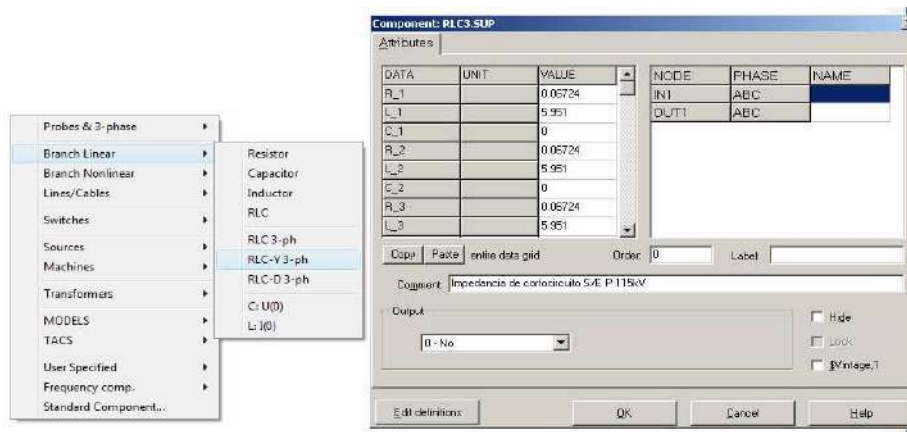 Probes & 3-phase
Branch Linear
Branch Nonlinear
Lines/Cables
Switches
Sources
Machines
Transformers
MODELS
TACS
User Specified
Frequency comp.
Standard Component...
Resistor
Capacitor
Inductor
RLC
RLC 3-ph
RLC-Y 3-ph
RLC-D 3-ph
C: U(0)
L: I(0)
Component: RLC3.SUP
Attributes
DATA UNIT VALUE
R_1 0.06724
L_1 5.951
C_1 0
R_2 0.06724
L_2 5.951
C_2 0
R_3 0.06724
L_3 5.951
NODE PHASE NAME
IN1 ABC
OUT1 ABC
Copy Paste entire data grid Order: 0 Label:
Comment: Impedancia de cortocircuito S/E P 115kV
Output
0 - No
Hide
Lock
$Vintage,1
Edit definitions OK Cancel Help